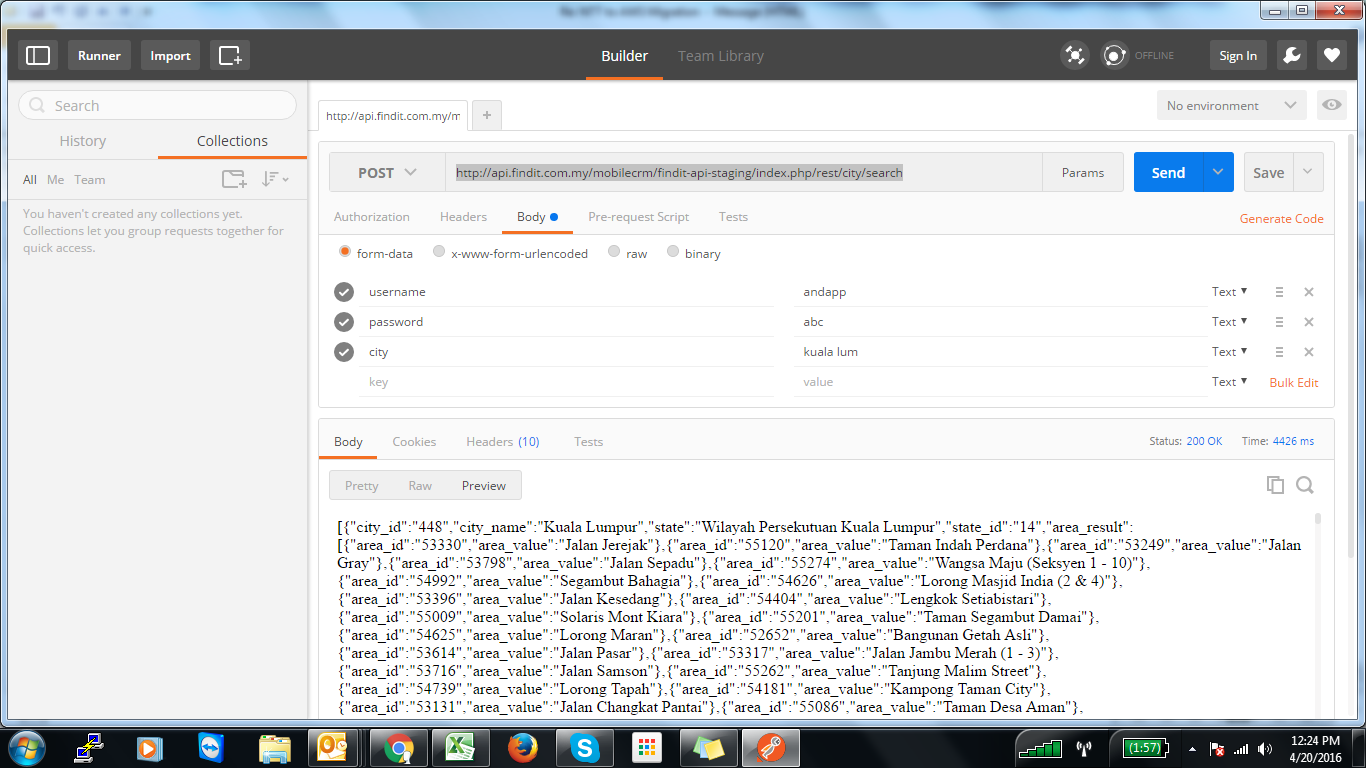 Runner
Import
Builder
Team Library
OFFLINE
Sign In
Search
History
Collections
All
Me
Team
You haven't created any collections yet.
Collections let you group requests together for
quick access.
http://api.findit.com.my/m
+
No environment
POST
http://api.findit.com.my/mobilecrm/findit-api-staging/index.php/rest/city/search
Params
Send
Save
Authorization
Headers
Body
Pre-request Script
Tests
Generate Code
form-data
x-www-form-urlencoded
raw
binary
username
andapp
Text
password
abc
Text
city
kuala lum
Text
key
value
Text
Bulk Edit
Body
Cookies
Headers (10)
Tests
Status: 200 OK
Time: 4426 ms
Pretty
Raw
Preview
[{"city_id":"448","city_name":"Kuala Lumpur","state":"Wilayah Persekutuan Kuala Lumpur","state_id":"14","area_result":
[{"area_id":"53330","area_value":"Jalan Jerejak"},{"area_id":"55120","area_value":"Taman Indah Perdana"},{"area_id":"53249","area_value":"Jalan
Gray"},{"area_id":"53798","area_value":"Jalan Sepadu"},{"area_id":"55274","area_value":"Wangsa Maju (Seksyen 1 - 10)"},
{"area_id":"54992","area_value":"Segambut Bahagia"},{"area_id":"54626","area_value":"Lorong Masjid India (2 & 4)"},
{"area_id":"53396","area_value":"Jalan Kesedang"},{"area_id":"54404","area_value":"Lengkok Setiabistari"},
{"area_id":"55009","area_value":"Solaris Mont Kiara"},{"area_id":"55201","area_value":"Taman Segambut Damai"},
{"area_id":"54625","area_value":"Lorong Maran"},{"area_id":"52652","area_value":"Bangunan Getah Asli"},
{"area_id":"53614","area_value":"Jalan Pasar"},{"area_id":"53317","area_value":"Jalan Jambu Merah (1 - 3)"},
{"area_id":"53716","area_value":"Jalan Samson"},{"area_id":"55262","area_value":"Tanjung Malim Street"},
{"area_id":"54739","area_value":"Lorong Tapah"},{"area_id":"54181","area_value":"Kampong Taman City"},
{"area_id":"53131","area_value":"Jalan Changkat Pantai"},{"area_id":"55086","area_value":"Taman Desa Aman"},
(1:57)
12:24 PM
4/20/2016